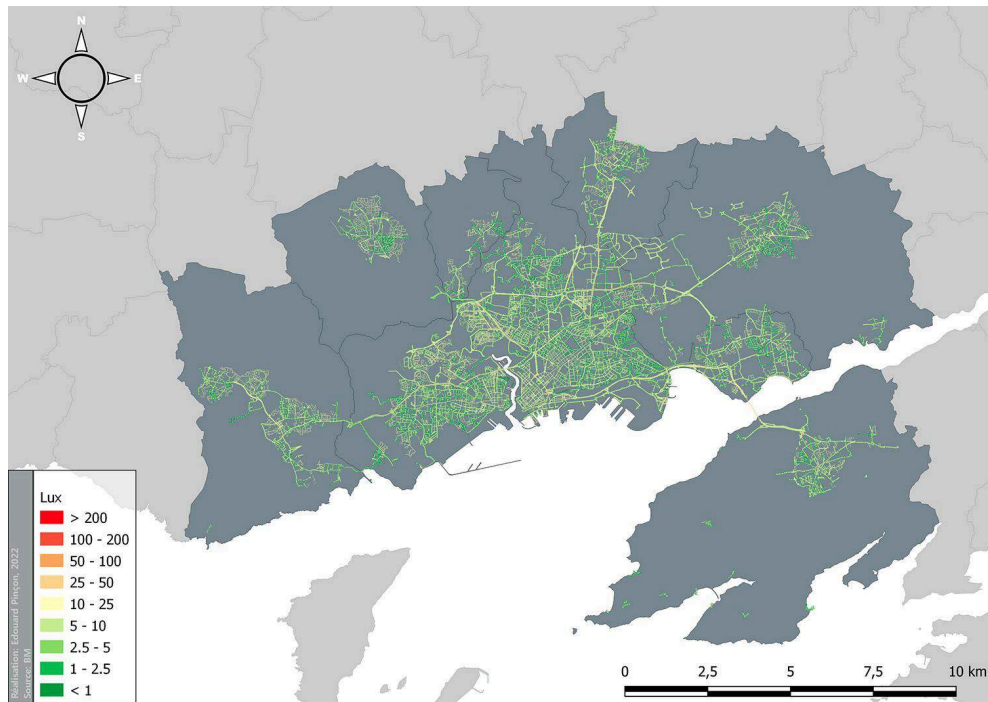 N
W E
S
Lux
> 200
100 - 200
50 - 100
25 - 50
10 - 25
5 - 10
2.5 - 5
1 - 2.5
< 1
Réalisation: Edouard Pinçon, 2022
Source: BM
0 2,5 5 7,5 10 km